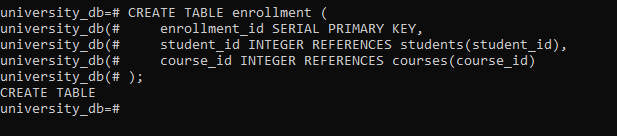 university_db=# CREATE TABLE enrollment (
university_db(#     enrollment_id SERIAL PRIMARY KEY,
university_db(#     student_id INTEGER REFERENCES students(student_id),
university_db(#     course_id INTEGER REFERENCES courses(course_id)
university_db(# );
CREATE TABLE
university_db=#